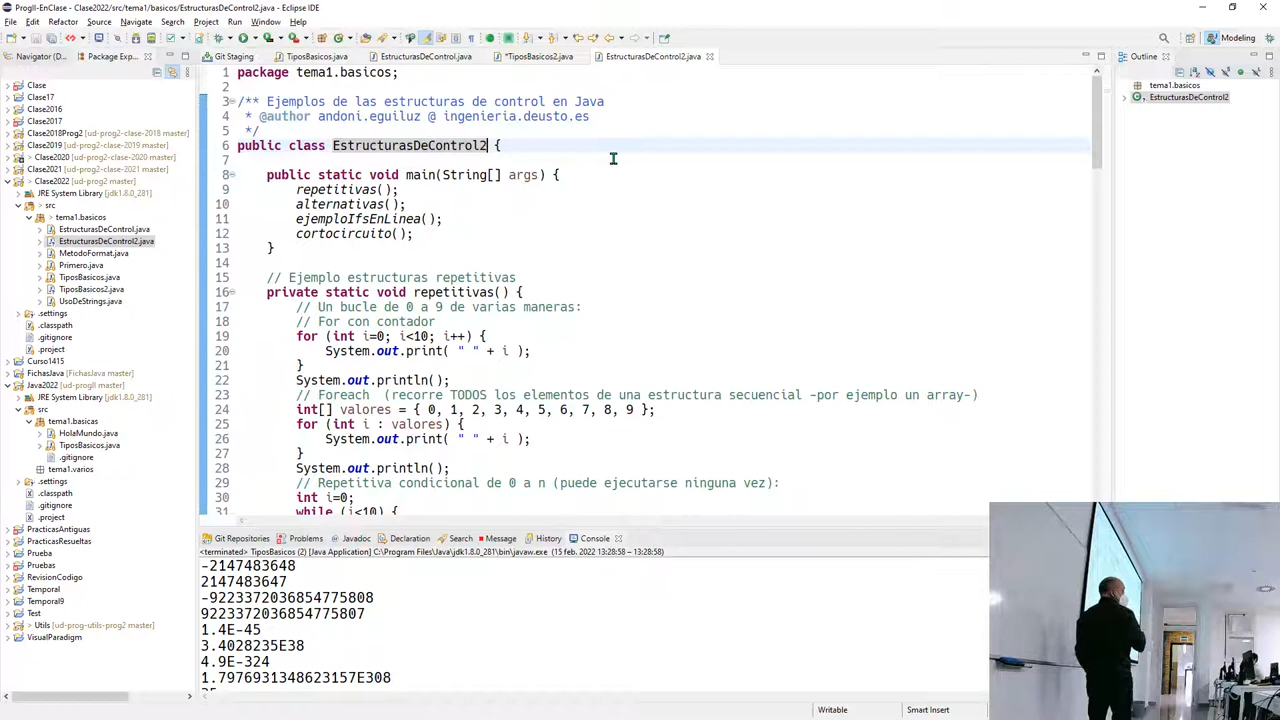 ProgII-EnClase - Clase2022/src/tema1/basicos/EstructurasDeControl2.java - Eclipse IDE
File Edit Refactor Source Navigate Search Project Run Window Help
Modeling
Navigator (D... Package Exp...
Git Staging TiposBasicos.java EstructurasDeControl.java *TiposBasicos2.java EstructurasDeControl2.java
Outline
Clase
Clase17
Clase2016
Clase2017
Clase2018Prog2 [ud-prog2-clase-2018 master]
Clase2019 [ud-prog2-clase-2019 master]
Clase2020 [ud-prog2-clase-2020 master]
Clase2021 [ud-prog2-clase-2021 master]
Clase2022 [ud-prog2 master]
JRE System Library [jdk1.8.0_281]
src
tema1.basicos
EstructurasDeControl.java
EstructurasDeControl2.java
MetodoFormat.java
Primero.java
TiposBasicos.java
TiposBasicos2.java
UsoDeStrings.java
.settings
.classpath
.gitignore
.project
Curso1415
FichasJava [FichasJava master]
Java2022 [ud-progII master]
JRE System Library [jdk1.8.0_281]
src
tema1.basicas
HolaMundo.java
TiposBasicos.java
.gitignore
tema1.varios
.settings
.classpath
.gitignore
.project
PracticasAntiguas
PracticasResueltas
Prueba
Pruebas
RevisionCodigo
Temporal
Temporal9
Test
Utils [ud-prog-utils-prog2 master]
VisualParadigm
1 package tema1.basicos;
2
3 /** Ejemplos de las estructuras de control en Java
4 * @author andoni.eguiluz @ ingenieria.deusto.es
5 */
6 public class EstructurasDeControl2 {
7
8 public static void main(String[] args) {
9 repetitivas();
10 alternativas();
11 ejemploIfsEnLinea();
12 cortocircuito();
13 }
14
15 // Ejemplo estructuras repetitivas
16 private static void repetitivas() {
17 // Un bucle de 0 a 9 de varias maneras:
18 // For con contador
19 for (int i=0; i<10; i++) {
20 System.out.print( " " + i );
21 }
22 System.out.println();
23 // Foreach (recorre TODOS los elementos de una estructura secuencial -por ejemplo un array-)
24 int[] valores = { 0, 1, 2, 3, 4, 5, 6, 7, 8, 9 };
25 for (int i : valores) {
26 System.out.print( " " + i );
27 }
28 System.out.println();
29 // Repetitiva condicional de 0 a n (puede ejecutarse ninguna vez):
30 int i=0;
31 while (i<10) {
tema1.basicos
EstructurasDeControl2
Git Repositories Problems Javadoc Declaration Search Message History Console
<terminated> TiposBasicos (2) [Java Application] C:\Program Files\Java\jdk1.8.0_281\bin\javaw.exe (15 feb. 2022 13:28:58 – 13:28:58)
-2147483648
2147483647
-9223372036854775808
9223372036854775807
1.4E-45
3.4028235E38
4.9E-324
1.7976931348623157E308
Writable Smart Insert